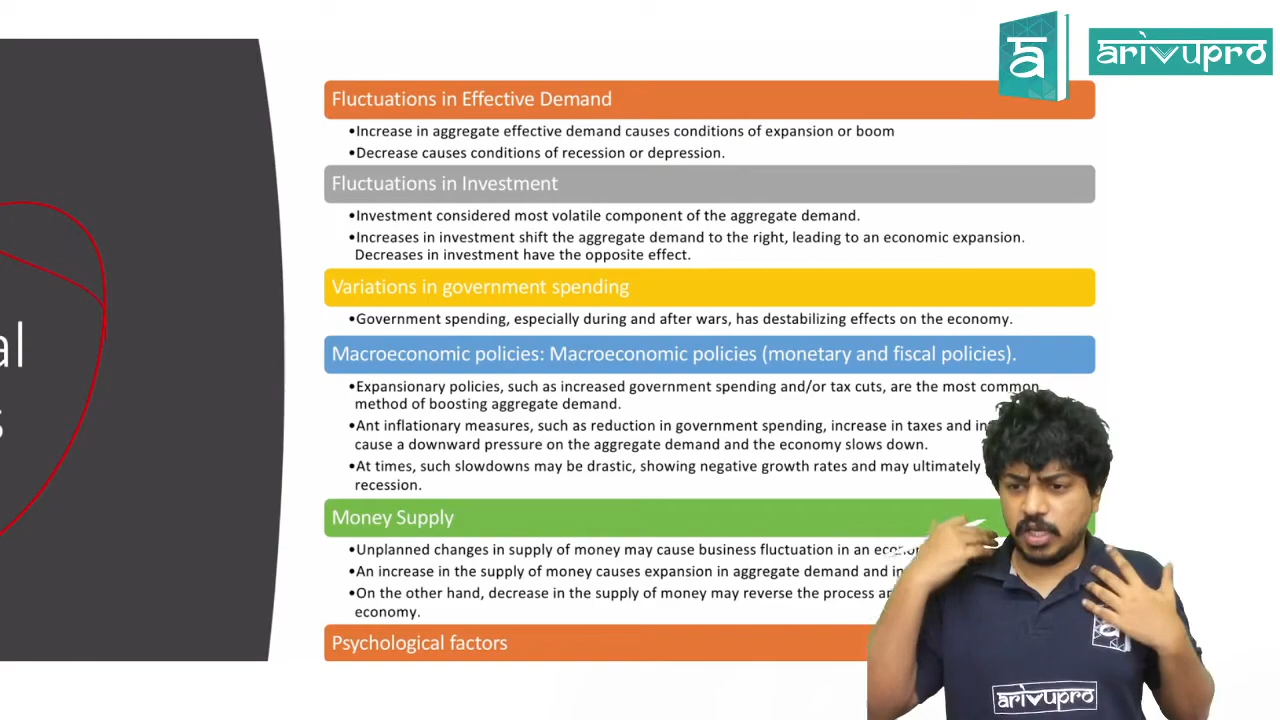 arivupro
Fluctuations in Effective Demand
•Increase in aggregate effective demand causes conditions of expansion or boom
•Decrease causes conditions of recession or depression.
Fluctuations in Investment
•Investment considered most volatile component of the aggregate demand.
•Increases in investment shift the aggregate demand to the right, leading to an economic expansion.
Decreases in investment have the opposite effect.
Variations in government spending
•Government spending, especially during and after wars, has destabilizing effects on the economy.
al
s
Macroeconomic policies: Macroeconomic policies (monetary and fiscal policies).
•Expansionary policies, such as increased government spending and/or tax cuts, are the most common
method of boosting aggregate demand.
•Ant inflationary measures, such as reduction in government spending, increase in taxes and
cause a downward pressure on the aggregate demand and the economy slows down.
•At times, such slowdowns may be drastic, showing negative growth rates and may ultimately
recession.
Money Supply
•Unplanned changes in supply of money may cause business fluctuation in an
•An increase in the supply of money causes expansion in aggregate demand and
•On the other hand, decrease in the supply of money may reverse the process
economy.
Psychological factors
arivupro